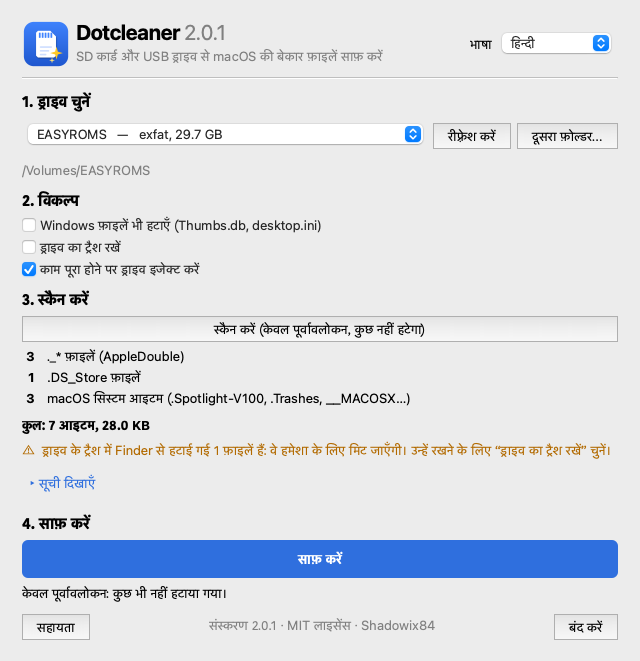 Dotcleaner 2.0.1
SD कार्ड और USB ड्राइव से macOS की बेकार फ़ाइलें साफ़ करें
भाषा हिन्दी
1. ड्राइव चुनें
EASYROMS — exfat, 29.7 GB
रीफ़्रेश करें
दूसरा फ़ोल्डर...
/Volumes/EASYROMS
2. विकल्प
Windows फ़ाइलें भी हटाएँ (Thumbs.db, desktop.ini)
ड्राइव का ट्रैश रखें
काम पूरा होने पर ड्राइव इजेक्ट करें
3. स्कैन करें
स्कैन करें (केवल पूर्वावलोकन, कुछ नहीं हटेगा)
3 ._* फ़ाइलें (AppleDouble)
1 .DS_Store फ़ाइलें
3 macOS सिस्टम आइटम (.Spotlight-V100, .Trashes, __MACOSX...)
कुल: 7 आइटम, 28.0 KB
⚠ ड्राइव के ट्रैश में Finder से हटाई गई 1 फ़ाइलें हैं: वे हमेशा के लिए मिट जाएँगी। उन्हें रखने के लिए “ड्राइव का ट्रैश रखें” चुनें।
‣ सूची दिखाएँ
4. साफ़ करें
साफ़ करें
केवल पूर्वावलोकन: कुछ भी नहीं हटाया गया।
सहायता
संस्करण 2.0.1 · MIT लाइसेंस · Shadowix84
बंद करें